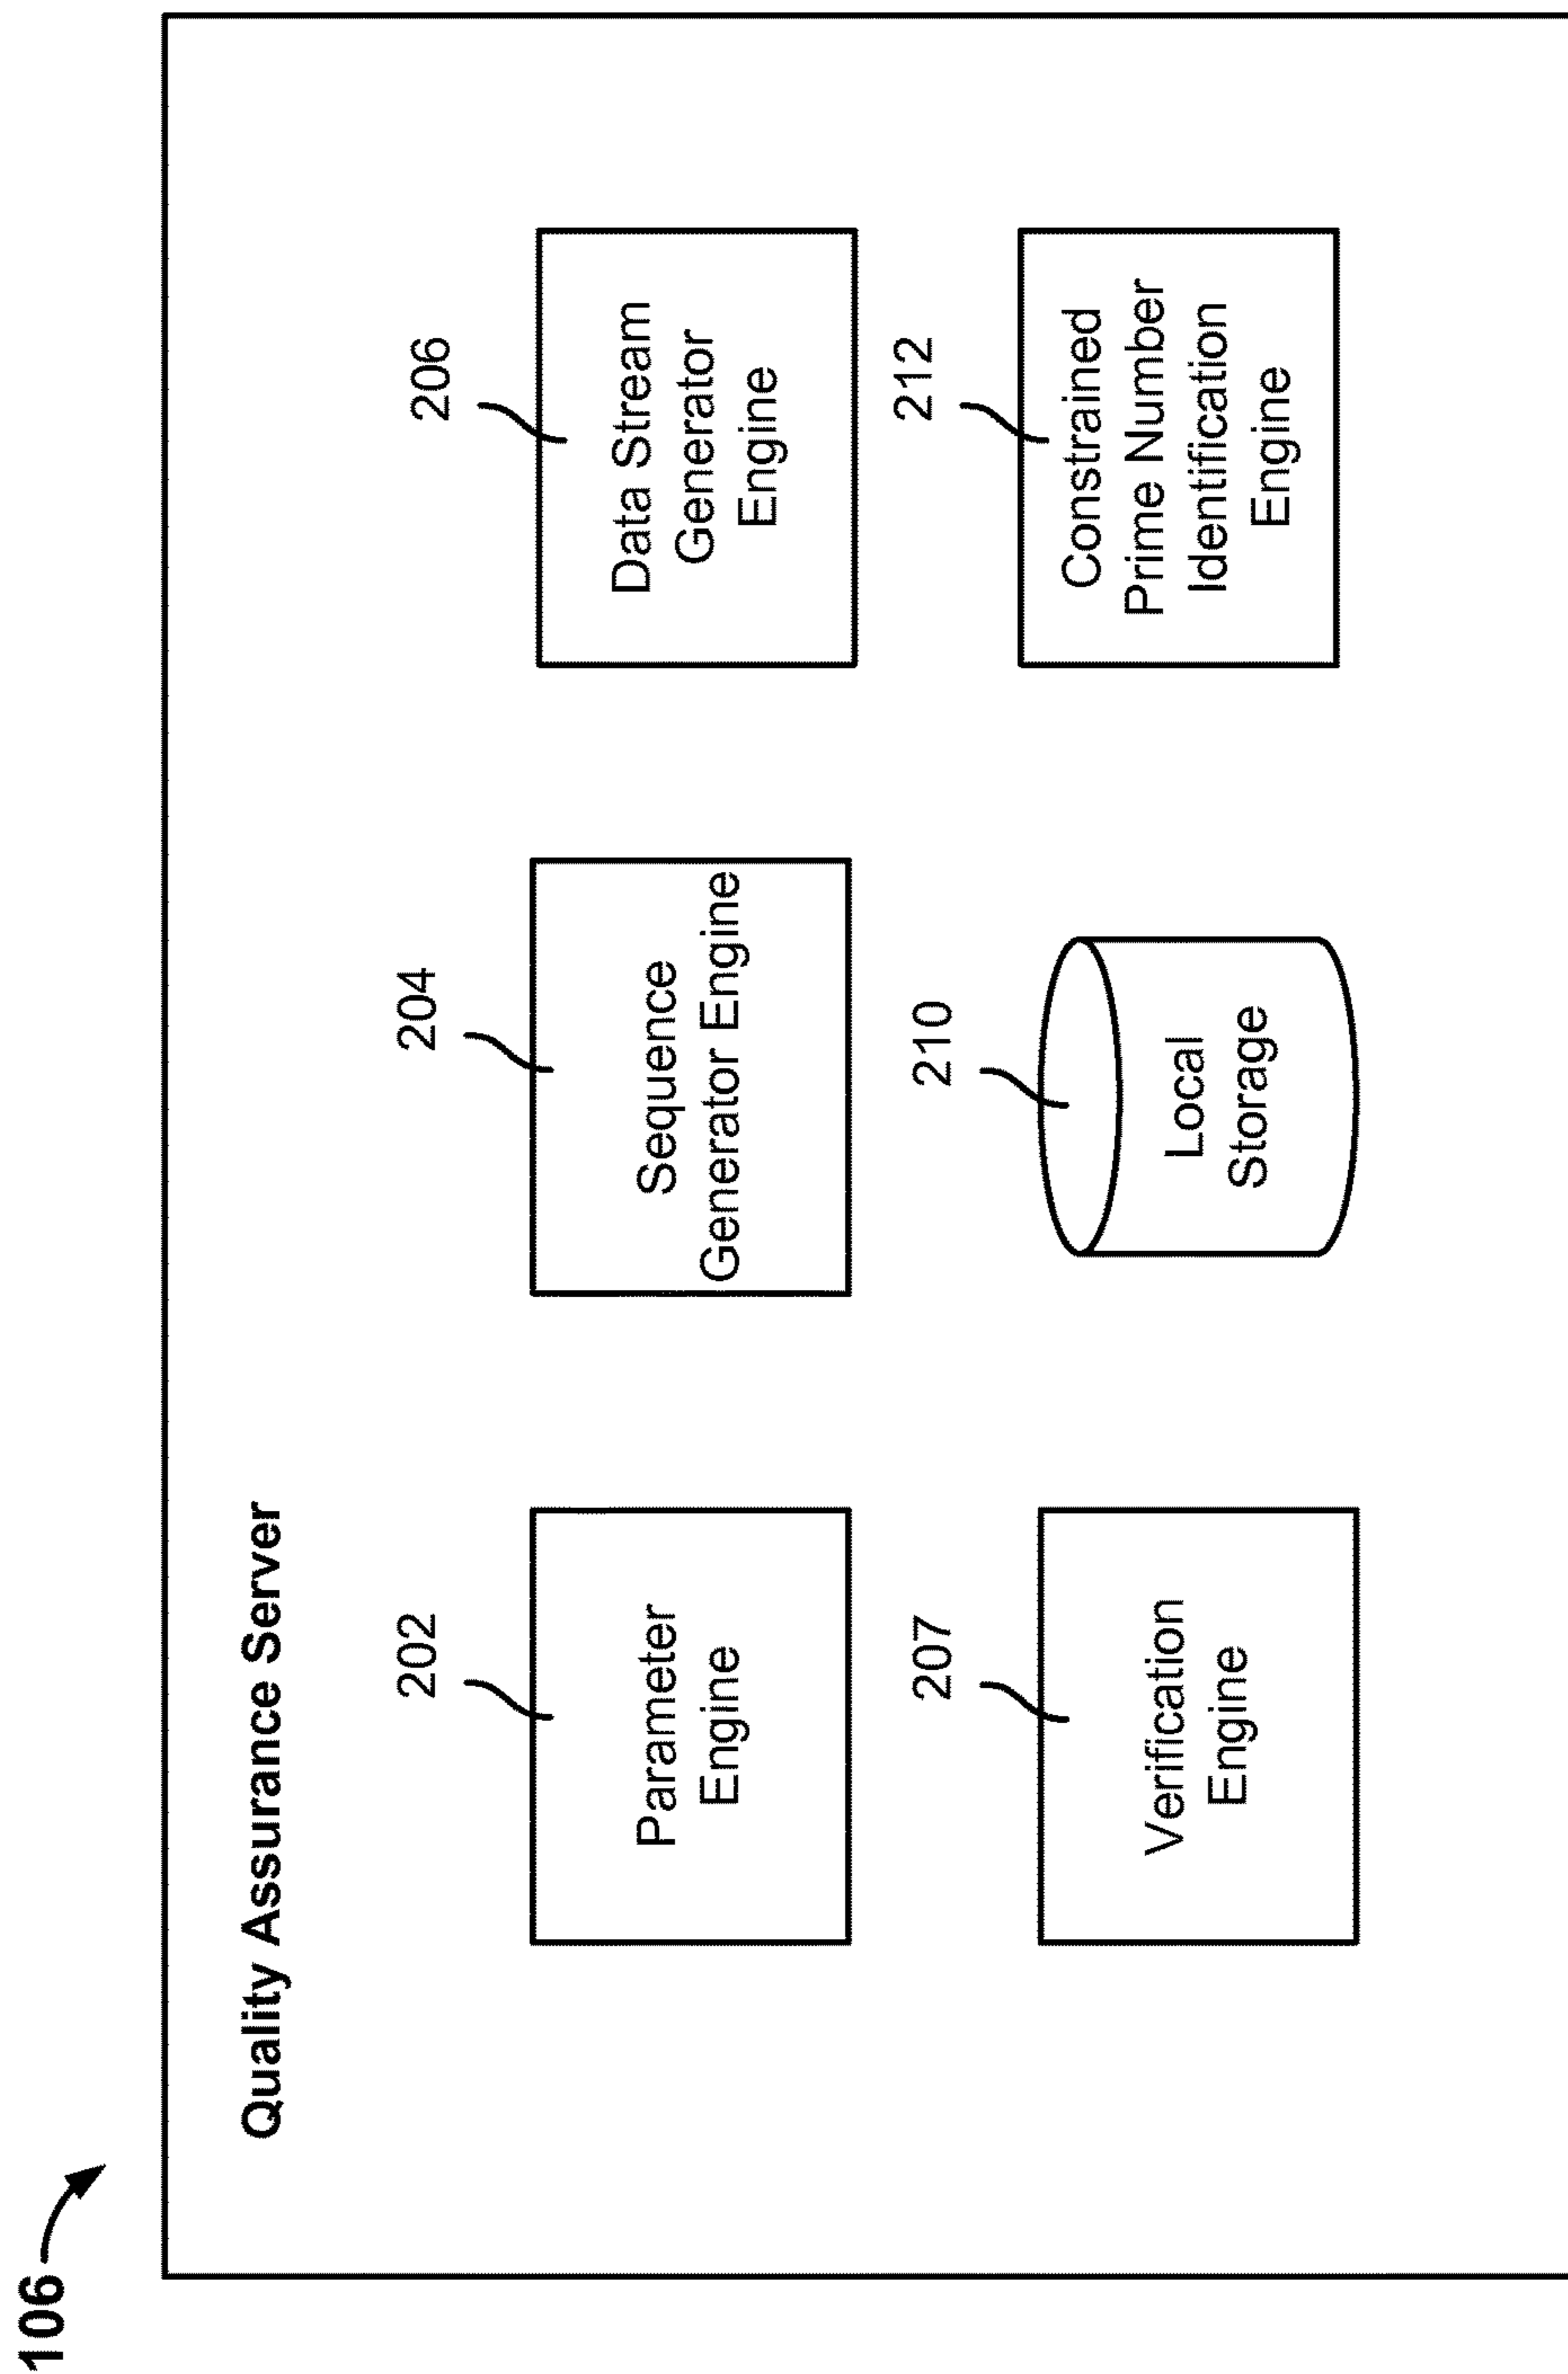 106
Quality Assurance Server
202
Parameter
Engine
204
Sequence
Generator Engine
206
Data Stream
Generator
Engine
207
Verification
Engine
210
Local
Storage
212
Constrained
Prime Number
Identification
Engine